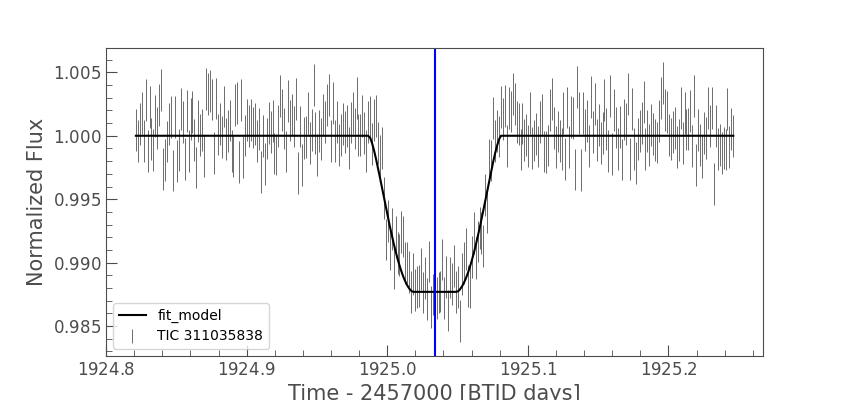 1.005
1.000
0.995
0.990
0.985
Normalized Flux
fit_model
TIC 311035838
1924.8 1924.9 1925.0 1925.1 1925.2
Time - 2457000 [BTJD days]